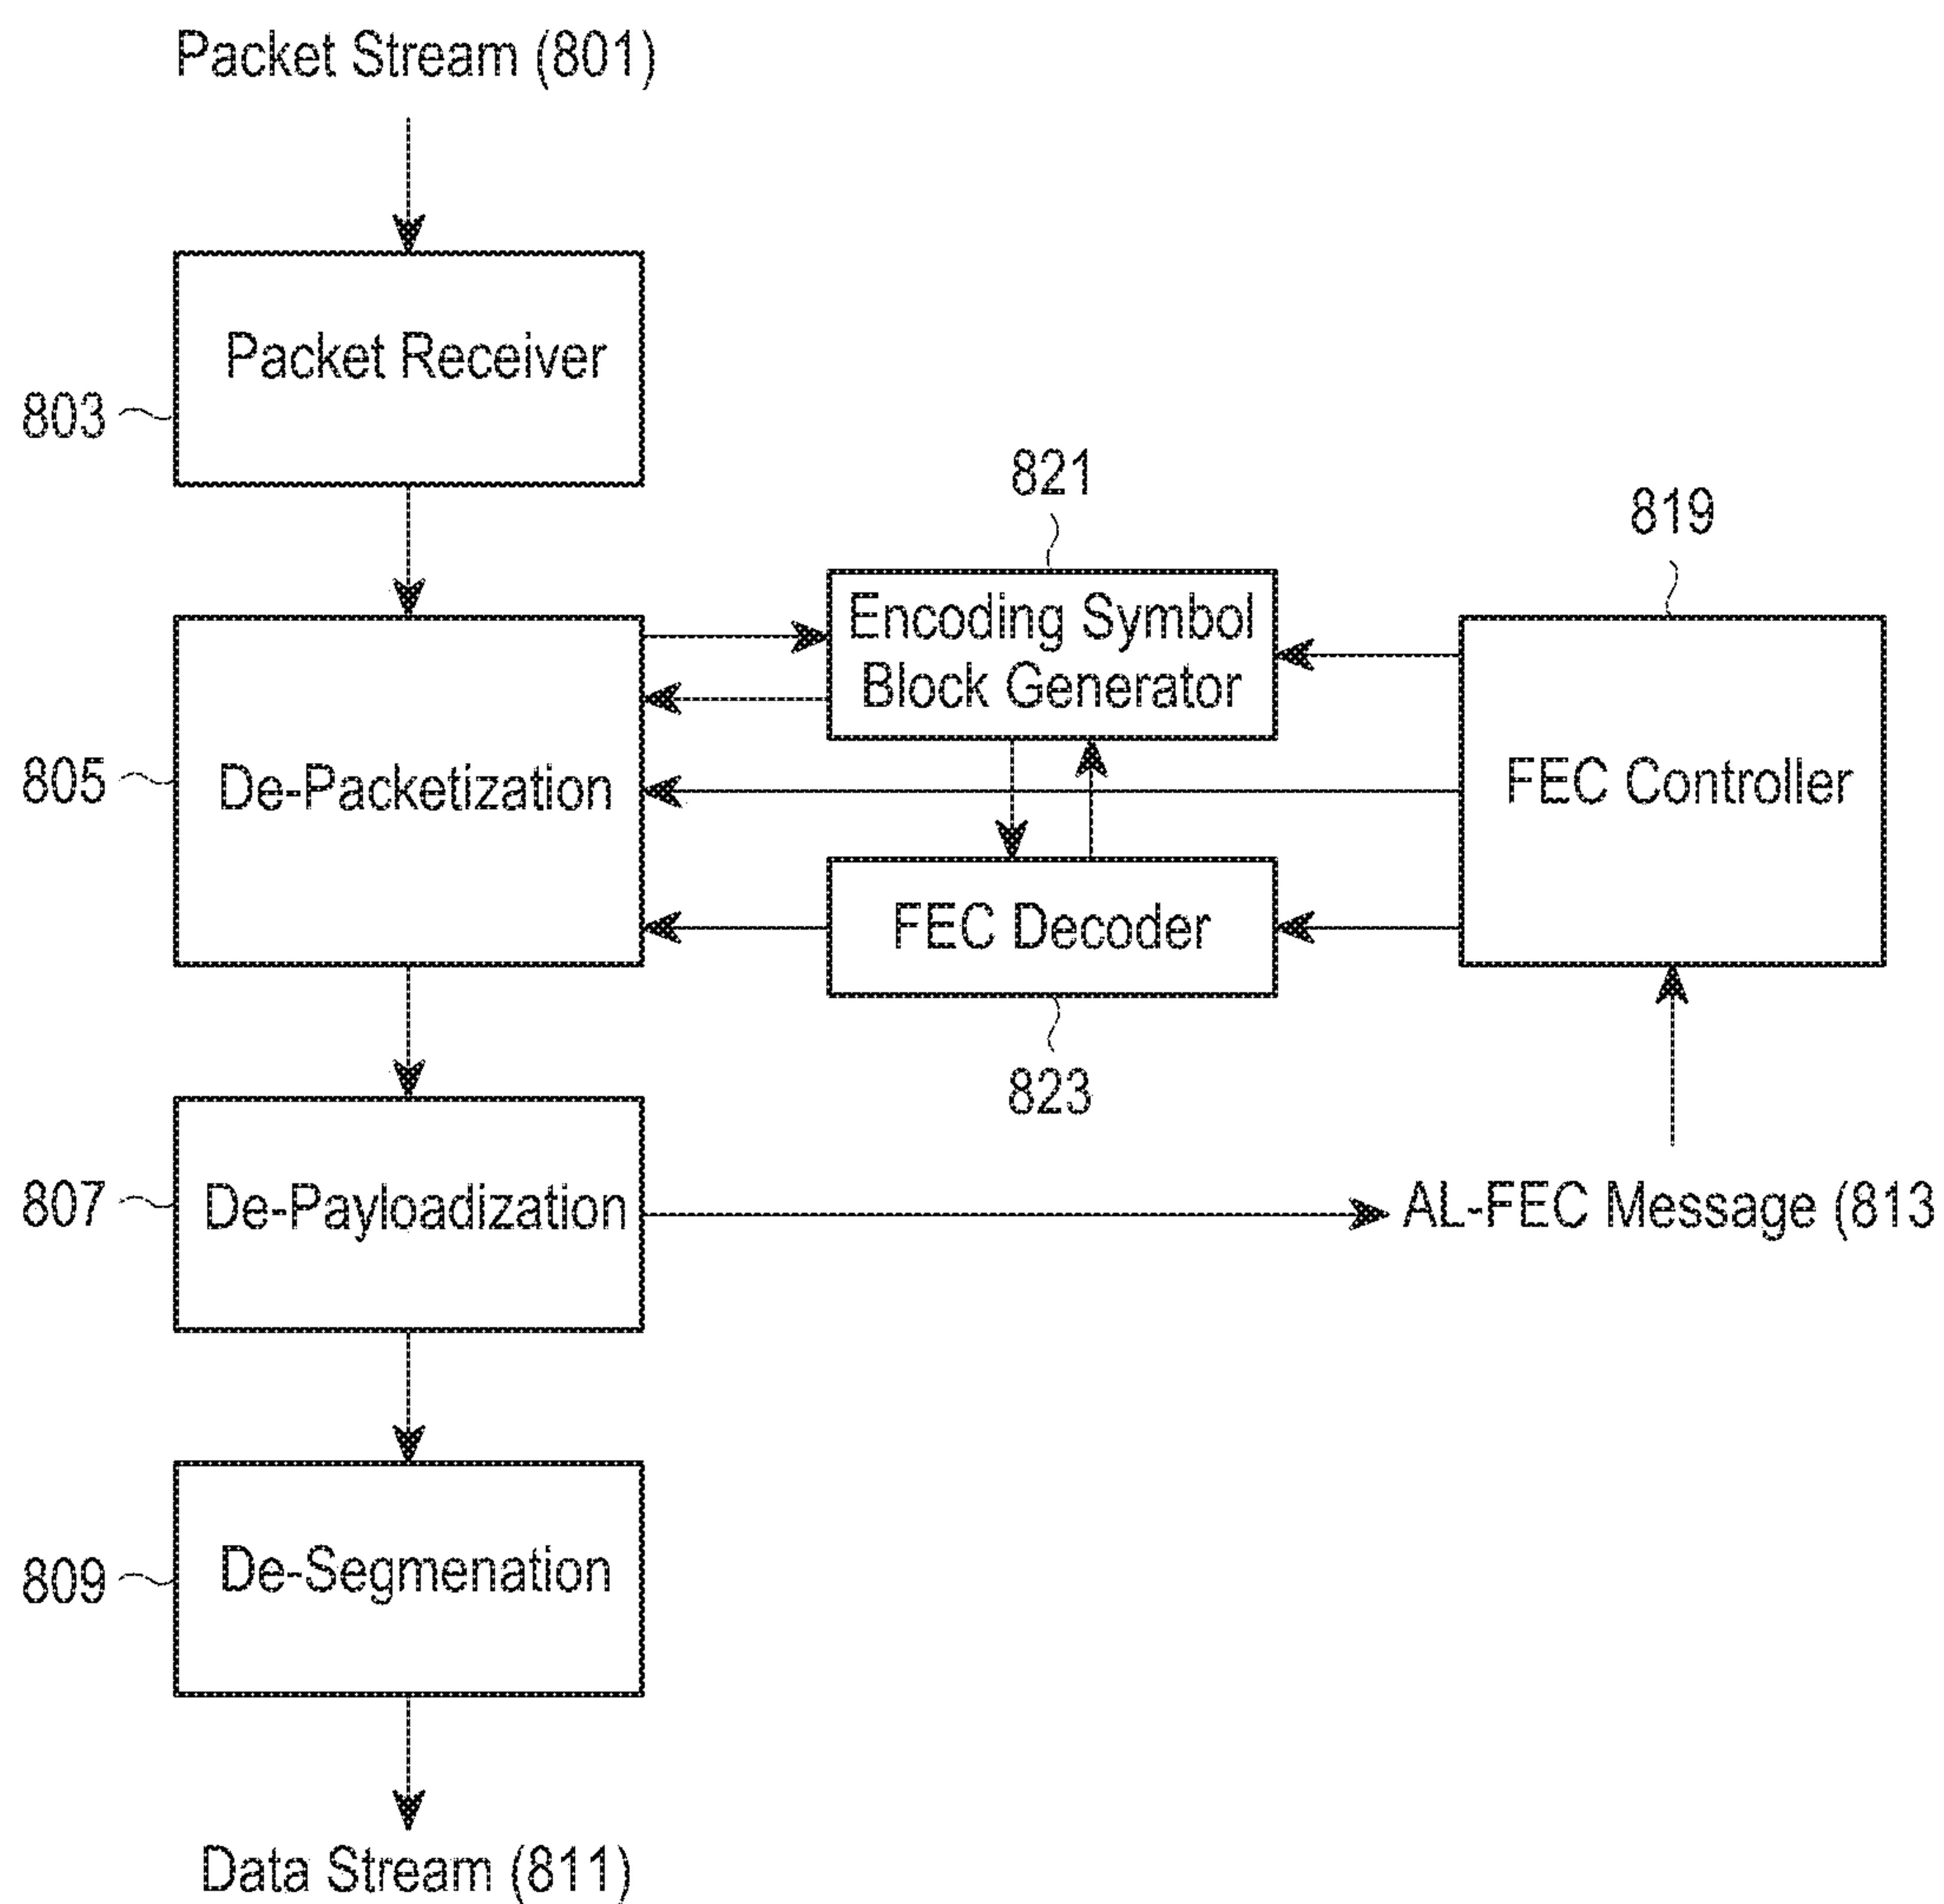 Packet Stream (801)
Packet Receiver
803
821
819
Encoding Symbol
Block Generator
805
De-Packetization
FEC Controller
FEC Decoder
823
807
De-Payloadization
AL-FEC Message (813
809
De-Segmenation
Data Stream (811)